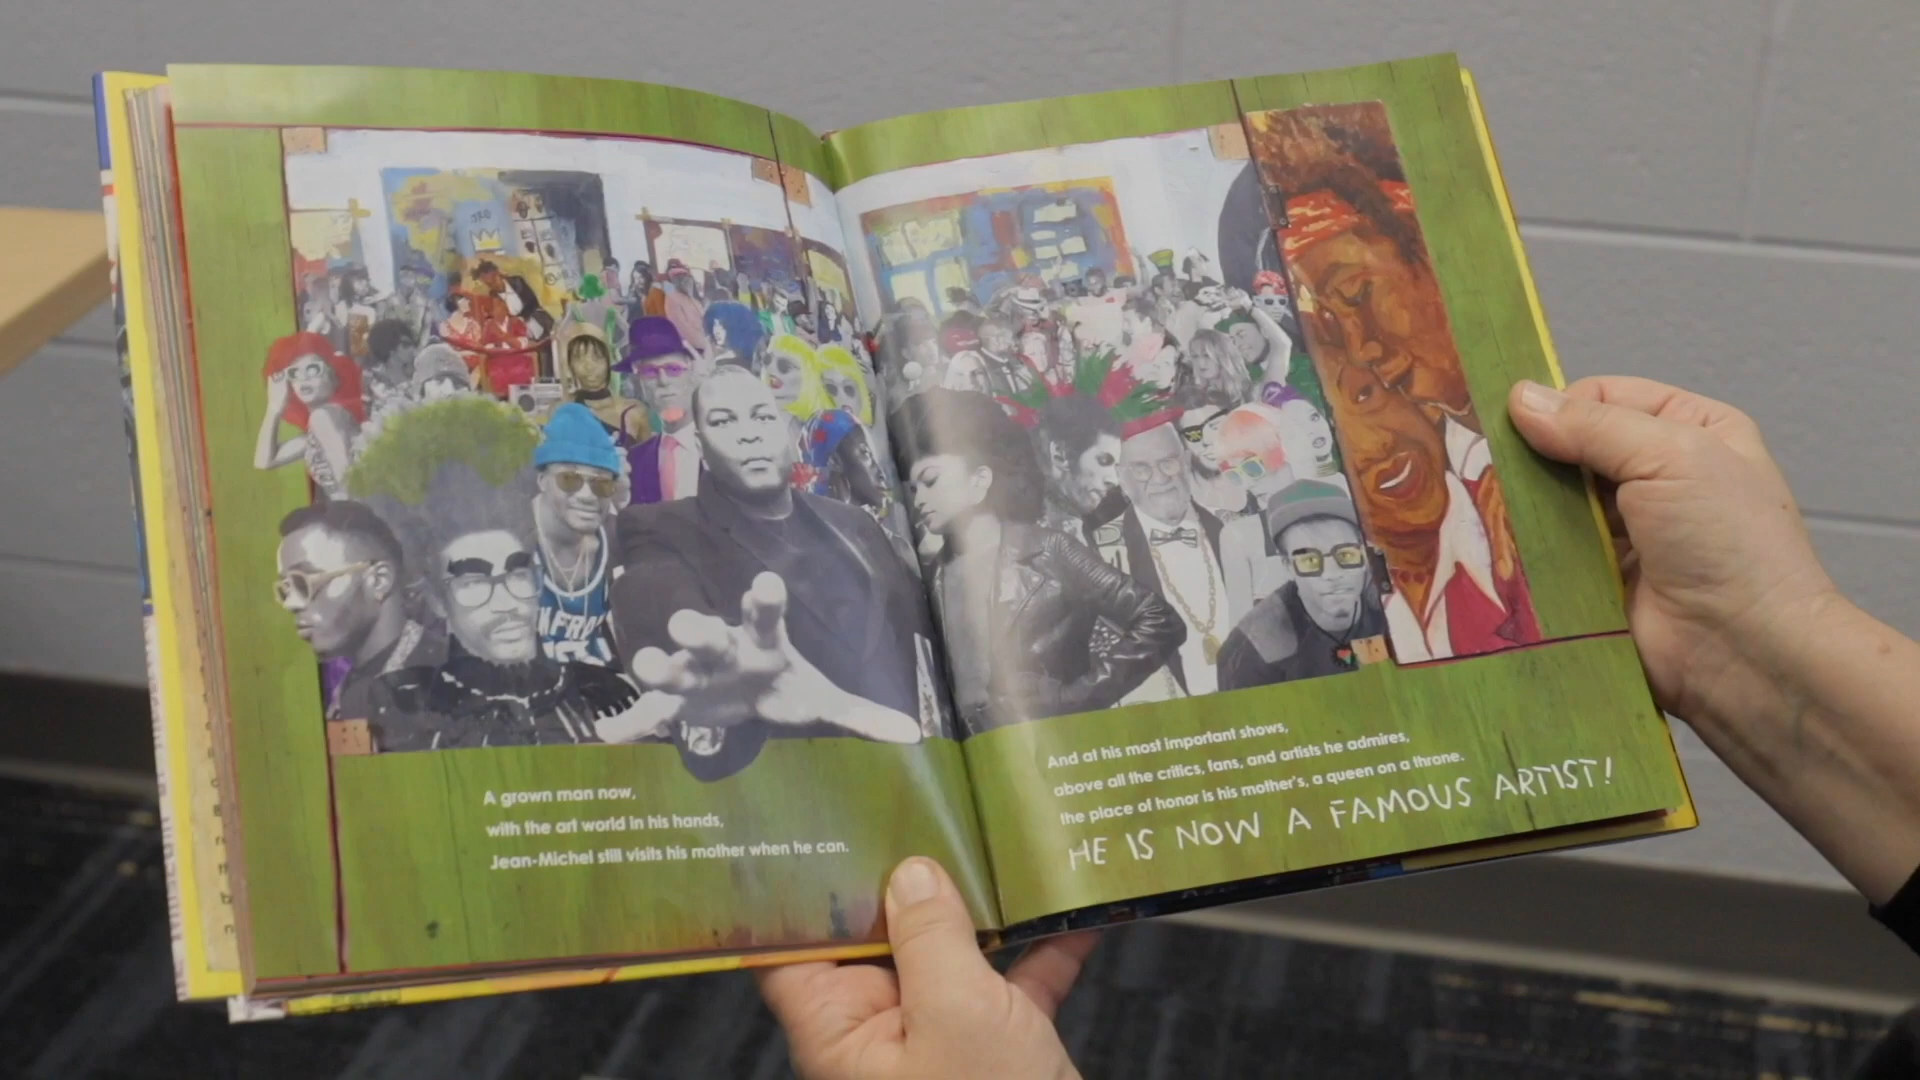 A grown man now,
with the art world in his hands,
Jean-Michel still visits his mother when he can.
And at his most important shows,
above all the critics, fans, and artists he admires,
the place of honor is his mother's, a queen on a throne.
HE IS NOW A FAMOUS ARTIST!